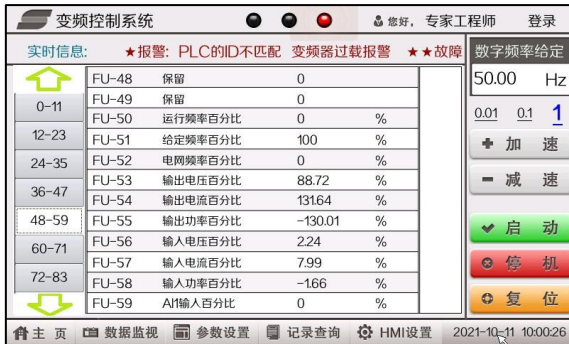 变频控制系统 您好, 专家工程师 登录
实时信息: ★报警: PLC的ID不匹配 变频器过载报警 ★★故障
数字频率给定
50.00 Hz
0.01 0.1 1
加 速
减 速
启 动
停 机
复 位
0-11
12-23
24-35
36-47
48-59
60-71
72-83
FU-48 保留 0
FU-49 保留 0
FU-50 运行频率百分比 0 %
FU-51 给定频率百分比 100 %
FU-52 电网频率百分比 0 %
FU-53 输出电压百分比 88.72 %
FU-54 输出电流百分比 131.64 %
FU-55 输出功率百分比 -130.01 %
FU-56 输入电压百分比 2.24 %
FU-57 输入电流百分比 7.99 %
FU-58 输入功率百分比 -1.66 %
FU-59 AI1输入百分比 0 %
主 页 数据监视 参数设置 记录查询 HMI设置 2021-10-11 10:00:26